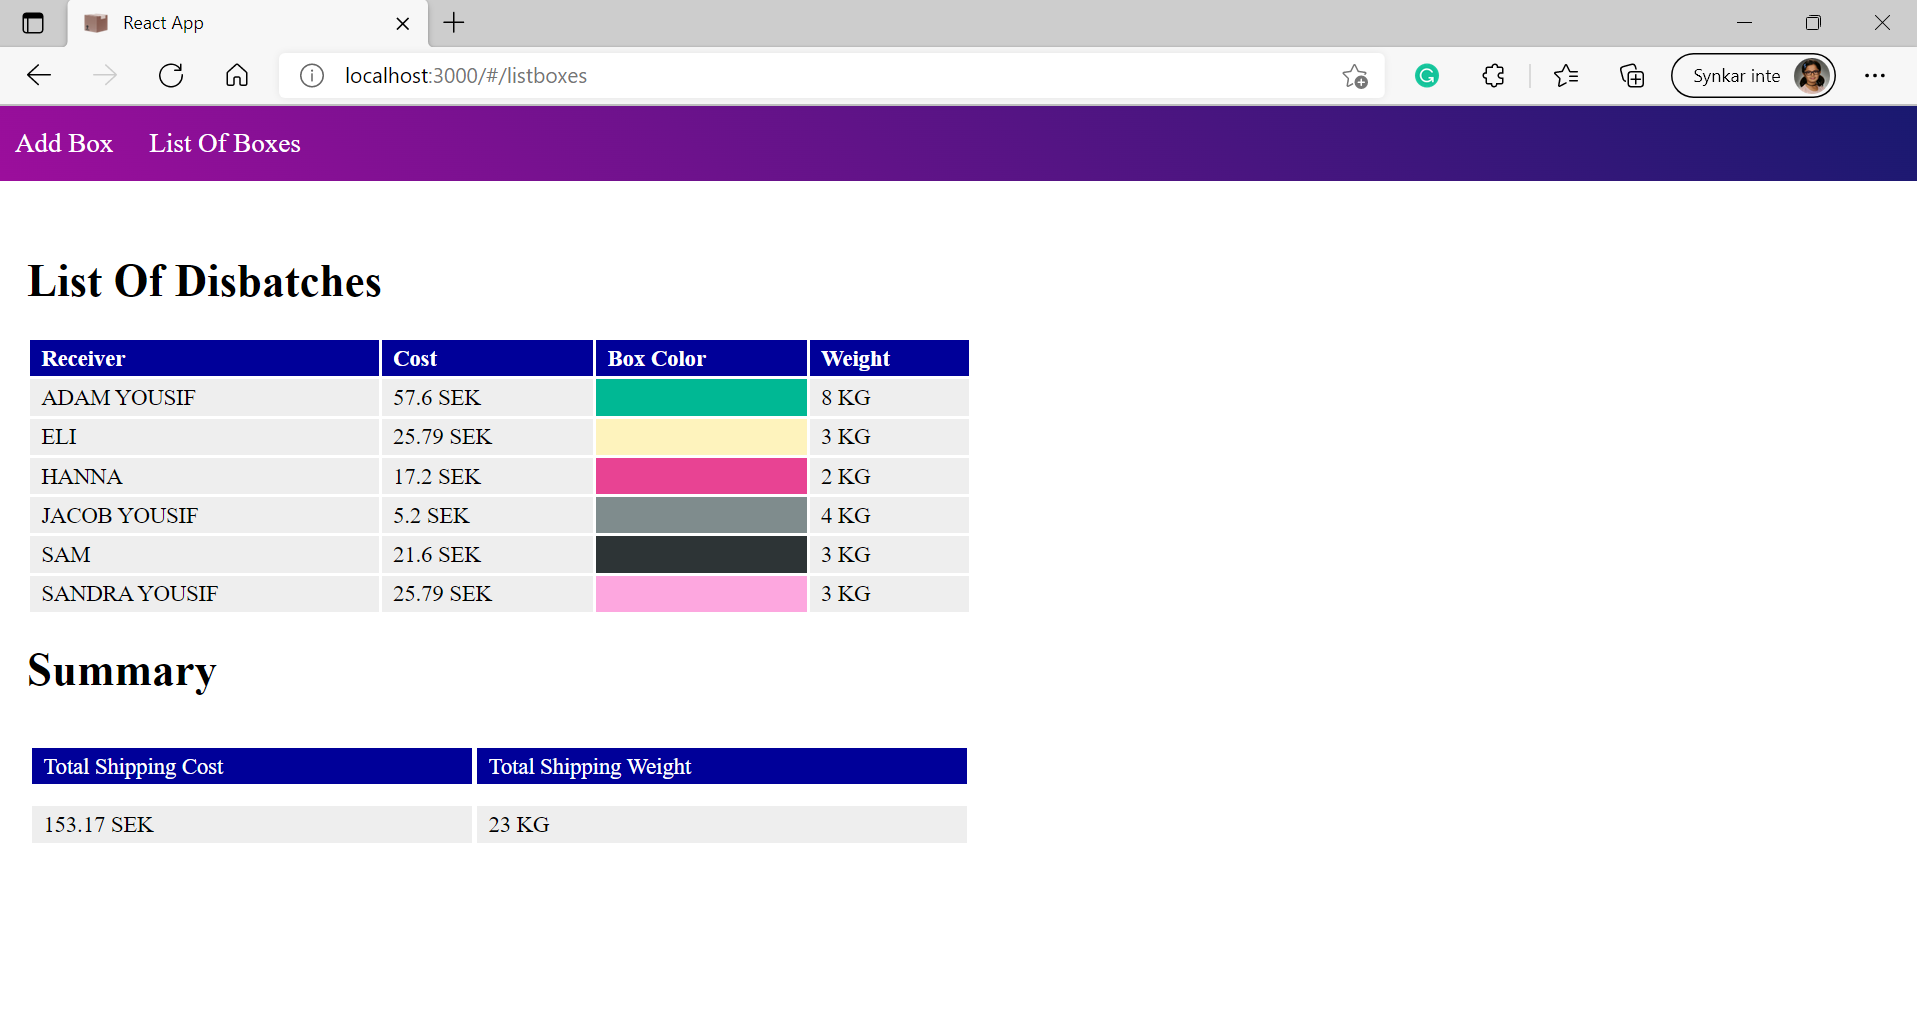 React App
localhost:3000/#/listboxes
Synkar inte
Add Box List Of Boxes
List Of Disbatches
Receiver Cost Box Color Weight
ADAM YOUSIF 57.6 SEK 8 KG
ELI 25.79 SEK 3 KG
HANNA 17.2 SEK 2 KG
JACOB YOUSIF 5.2 SEK 4 KG
SAM 21.6 SEK 3 KG
SANDRA YOUSIF 25.79 SEK 3 KG
Summary
Total Shipping Cost Total Shipping Weight
153.17 SEK 23 KG